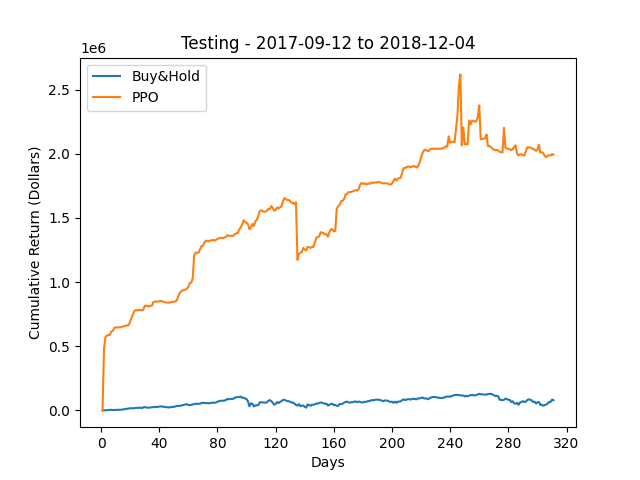 Testing - 2017-09-12 to 2018-12-04
1e6
Buy&Hold
PPO
Cumulative Return (Dollars)
2.5
2.0
1.5
1.0
0.5
0.0
0 40 80 120 160 200 240 280 320
Days